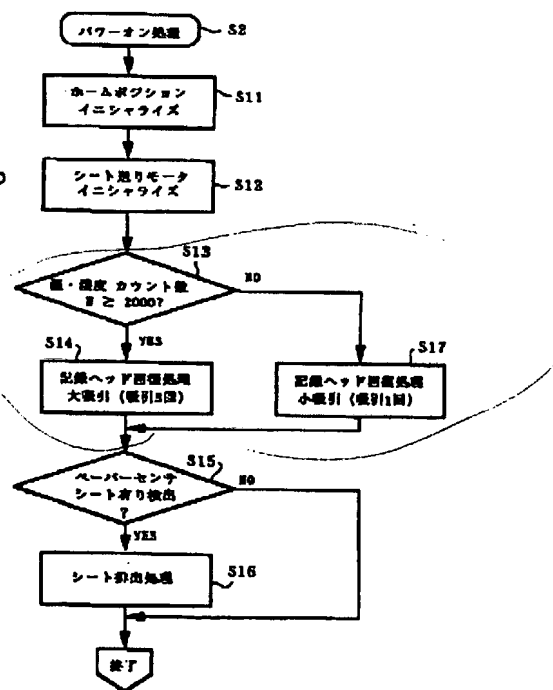 パワーオン処理
S2
ホームポジション
イニシャライズ
S11
シート送りモータ
イニシャライズ
S12
S13
温・湿度 カウント数
N ≥ 2000?
NO
YES
S14
記録ヘッド回復処理
大吸引(吸引5回)
S17
記録ヘッド回復処理
小吸引(吸引1回)
S15
ペーパーセンサ
シート有り検出
?
NO
YES
シート排出処理
S16
終了